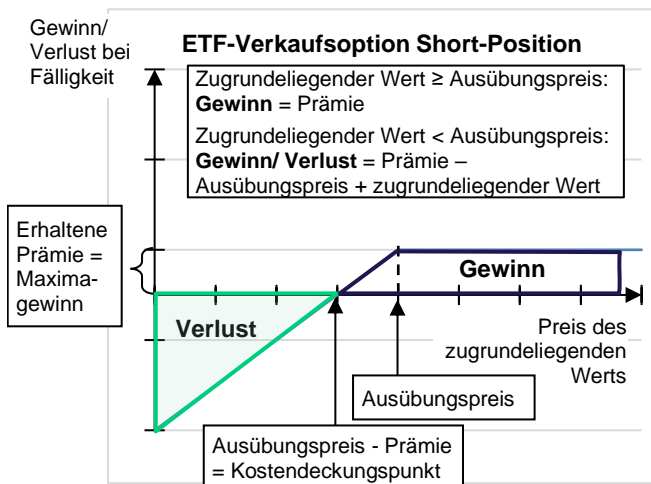 Gewinn/
Verlust bei
Fälligkeit
ETF-Verkaufsoption Short-Position
Zugrundeliegender Wert ≥ Ausübungspreis:
Gewinn = Prämie
Zugrundeliegender Wert < Ausübungspreis:
Gewinn/ Verlust = Prämie –
Ausübungspreis + zugrundeliegender Wert
Erhaltene
Prämie =
Maxima-
gewinn
Gewinn
Verlust
Preis des
zugrundeliegenden
Werts
Ausübungspreis
Ausübungspreis - Prämie
= Kostendeckungspunkt